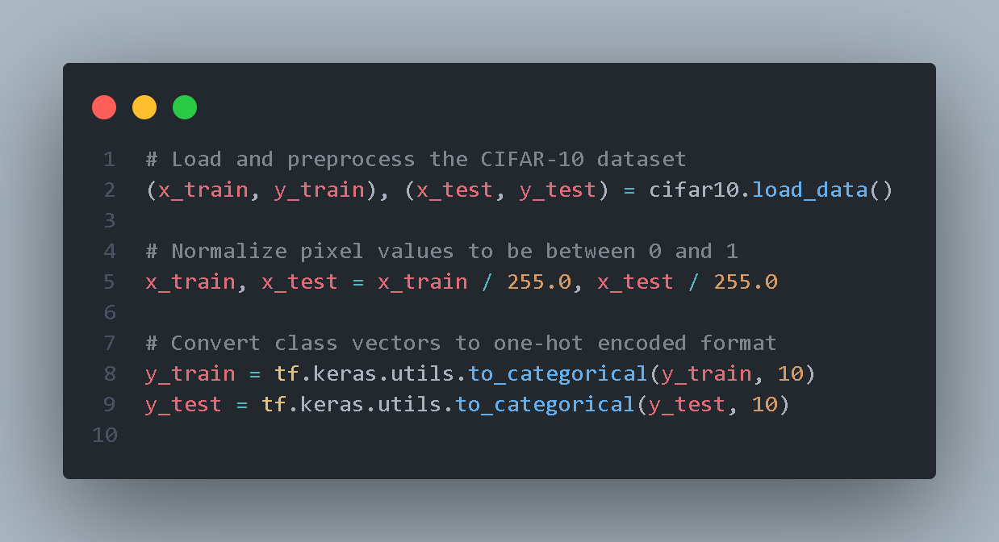 1 # Load and preprocess the CIFAR-10 dataset
2 (x_train, y_train), (x_test, y_test) = cifar10.load_data()
3
4 # Normalize pixel values to be between 0 and 1
5 x_train, x_test = x_train / 255.0, x_test / 255.0
6
7 # Convert class vectors to one-hot encoded format
8 y_train = tf.keras.utils.to_categorical(y_train, 10)
9 y_test = tf.keras.utils.to_categorical(y_test, 10)
10